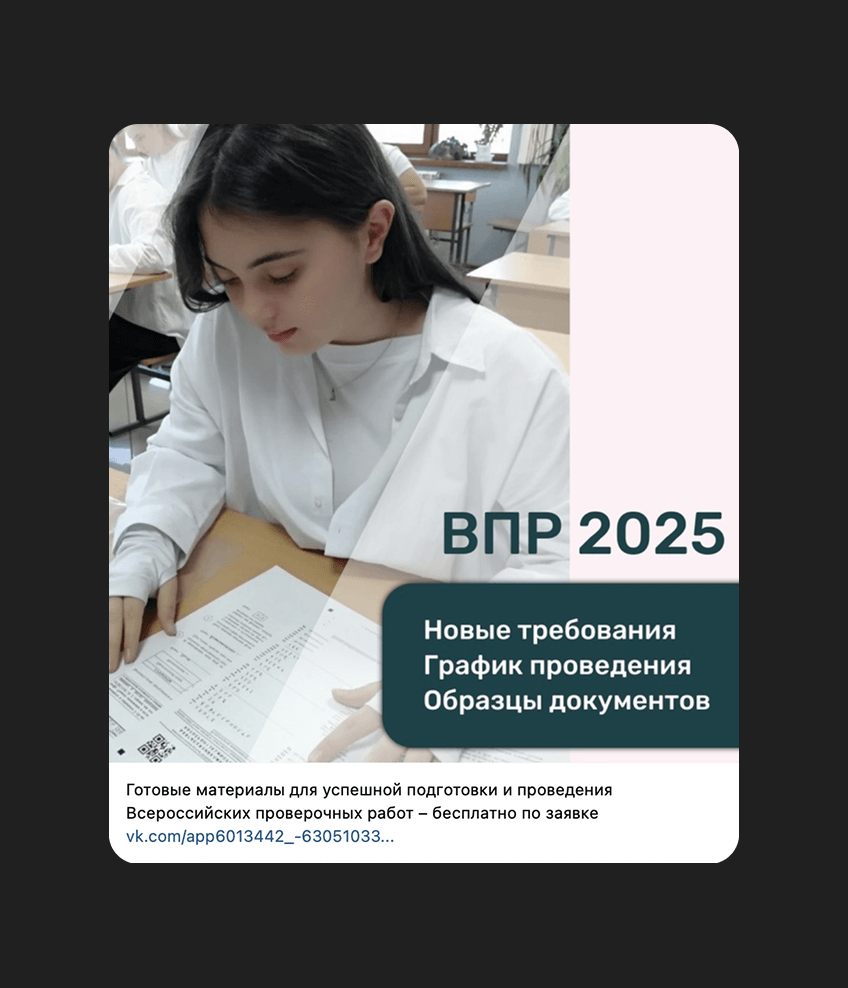 ВПР 2025
Новые требования
График проведения
Образцы документов
Готовые материалы для успешной подготовки и проведения
Всероссийских проверочных работ – бесплатно по заявке
vk.com/app6013442_-63051033...